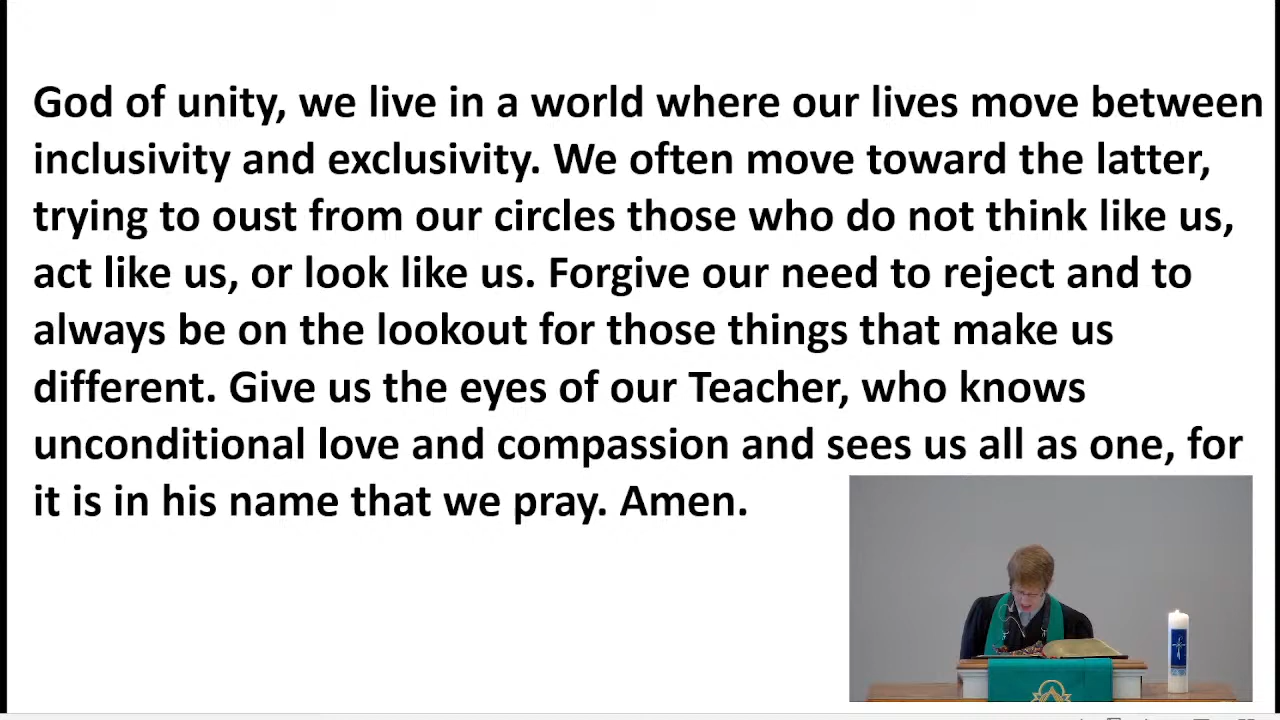 God of unity, we live in a world where our lives move between
inclusivity and exclusivity. We often move toward the latter,
trying to oust from our circles those who do not think like us,
act like us, or look like us. Forgive our need to reject and to
always be on the lookout for those things that make us
different. Give us the eyes of our Teacher, who knows
unconditional love and compassion and sees us all as one, for
it is in his name that we pray. Amen.